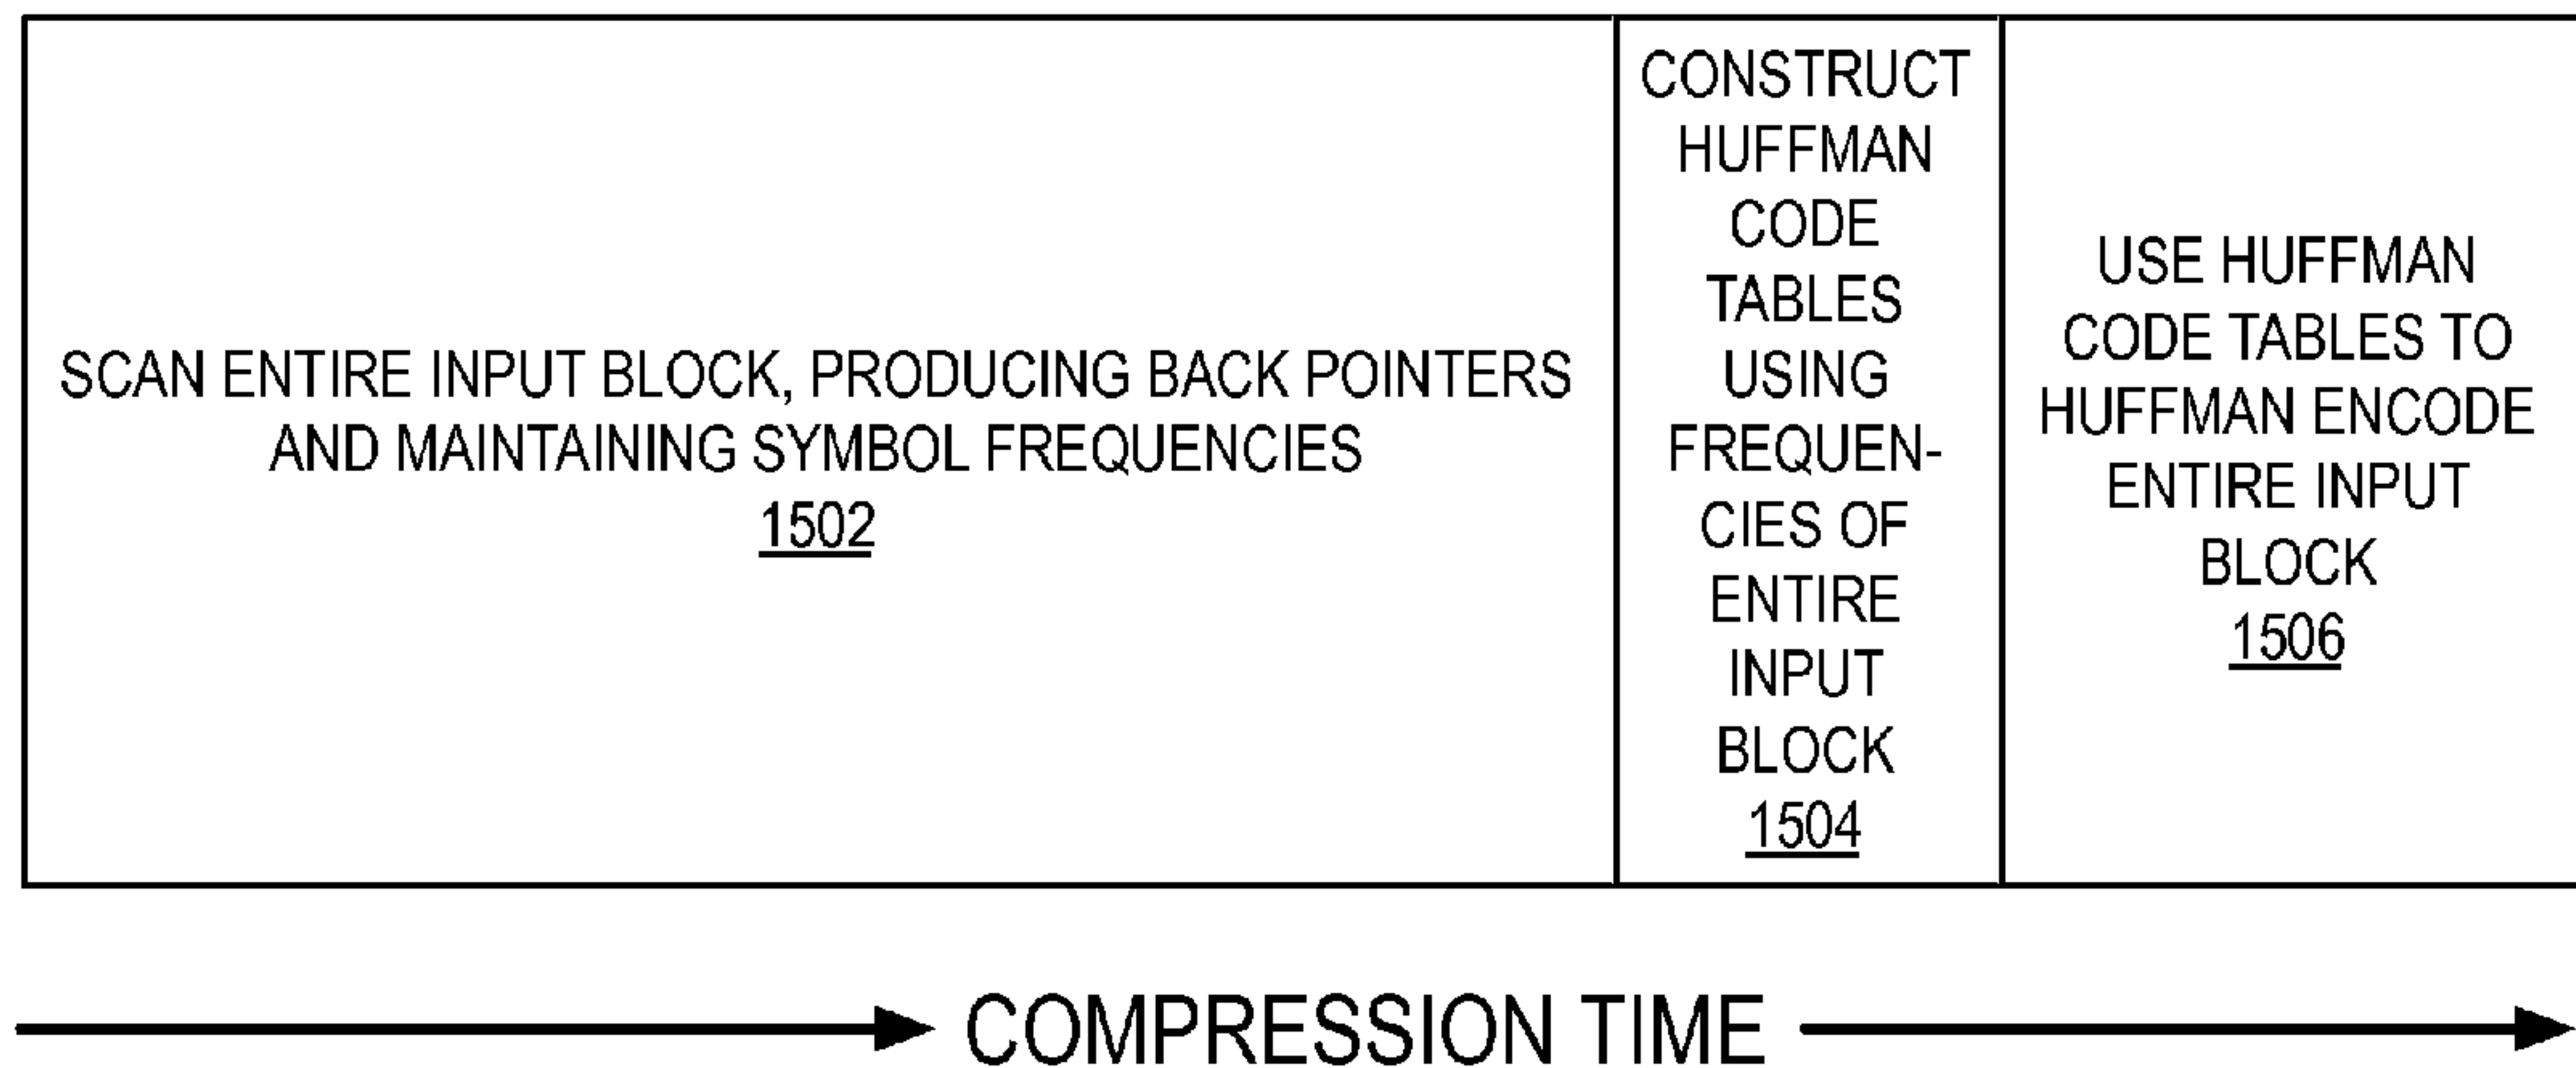 SCAN ENTIRE INPUT BLOCK, PRODUCING BACK POINTERS
AND MAINTAINING SYMBOL FREQUENCIES
1502
CONSTRUCT
HUFFMAN
CODE
TABLES
USING
FREQUEN-
CIES OF
ENTIRE
INPUT
BLOCK
1504
USE HUFFMAN
CODE TABLES TO
HUFFMAN ENCODE
ENTIRE INPUT
BLOCK
1506
COMPRESSION TIME